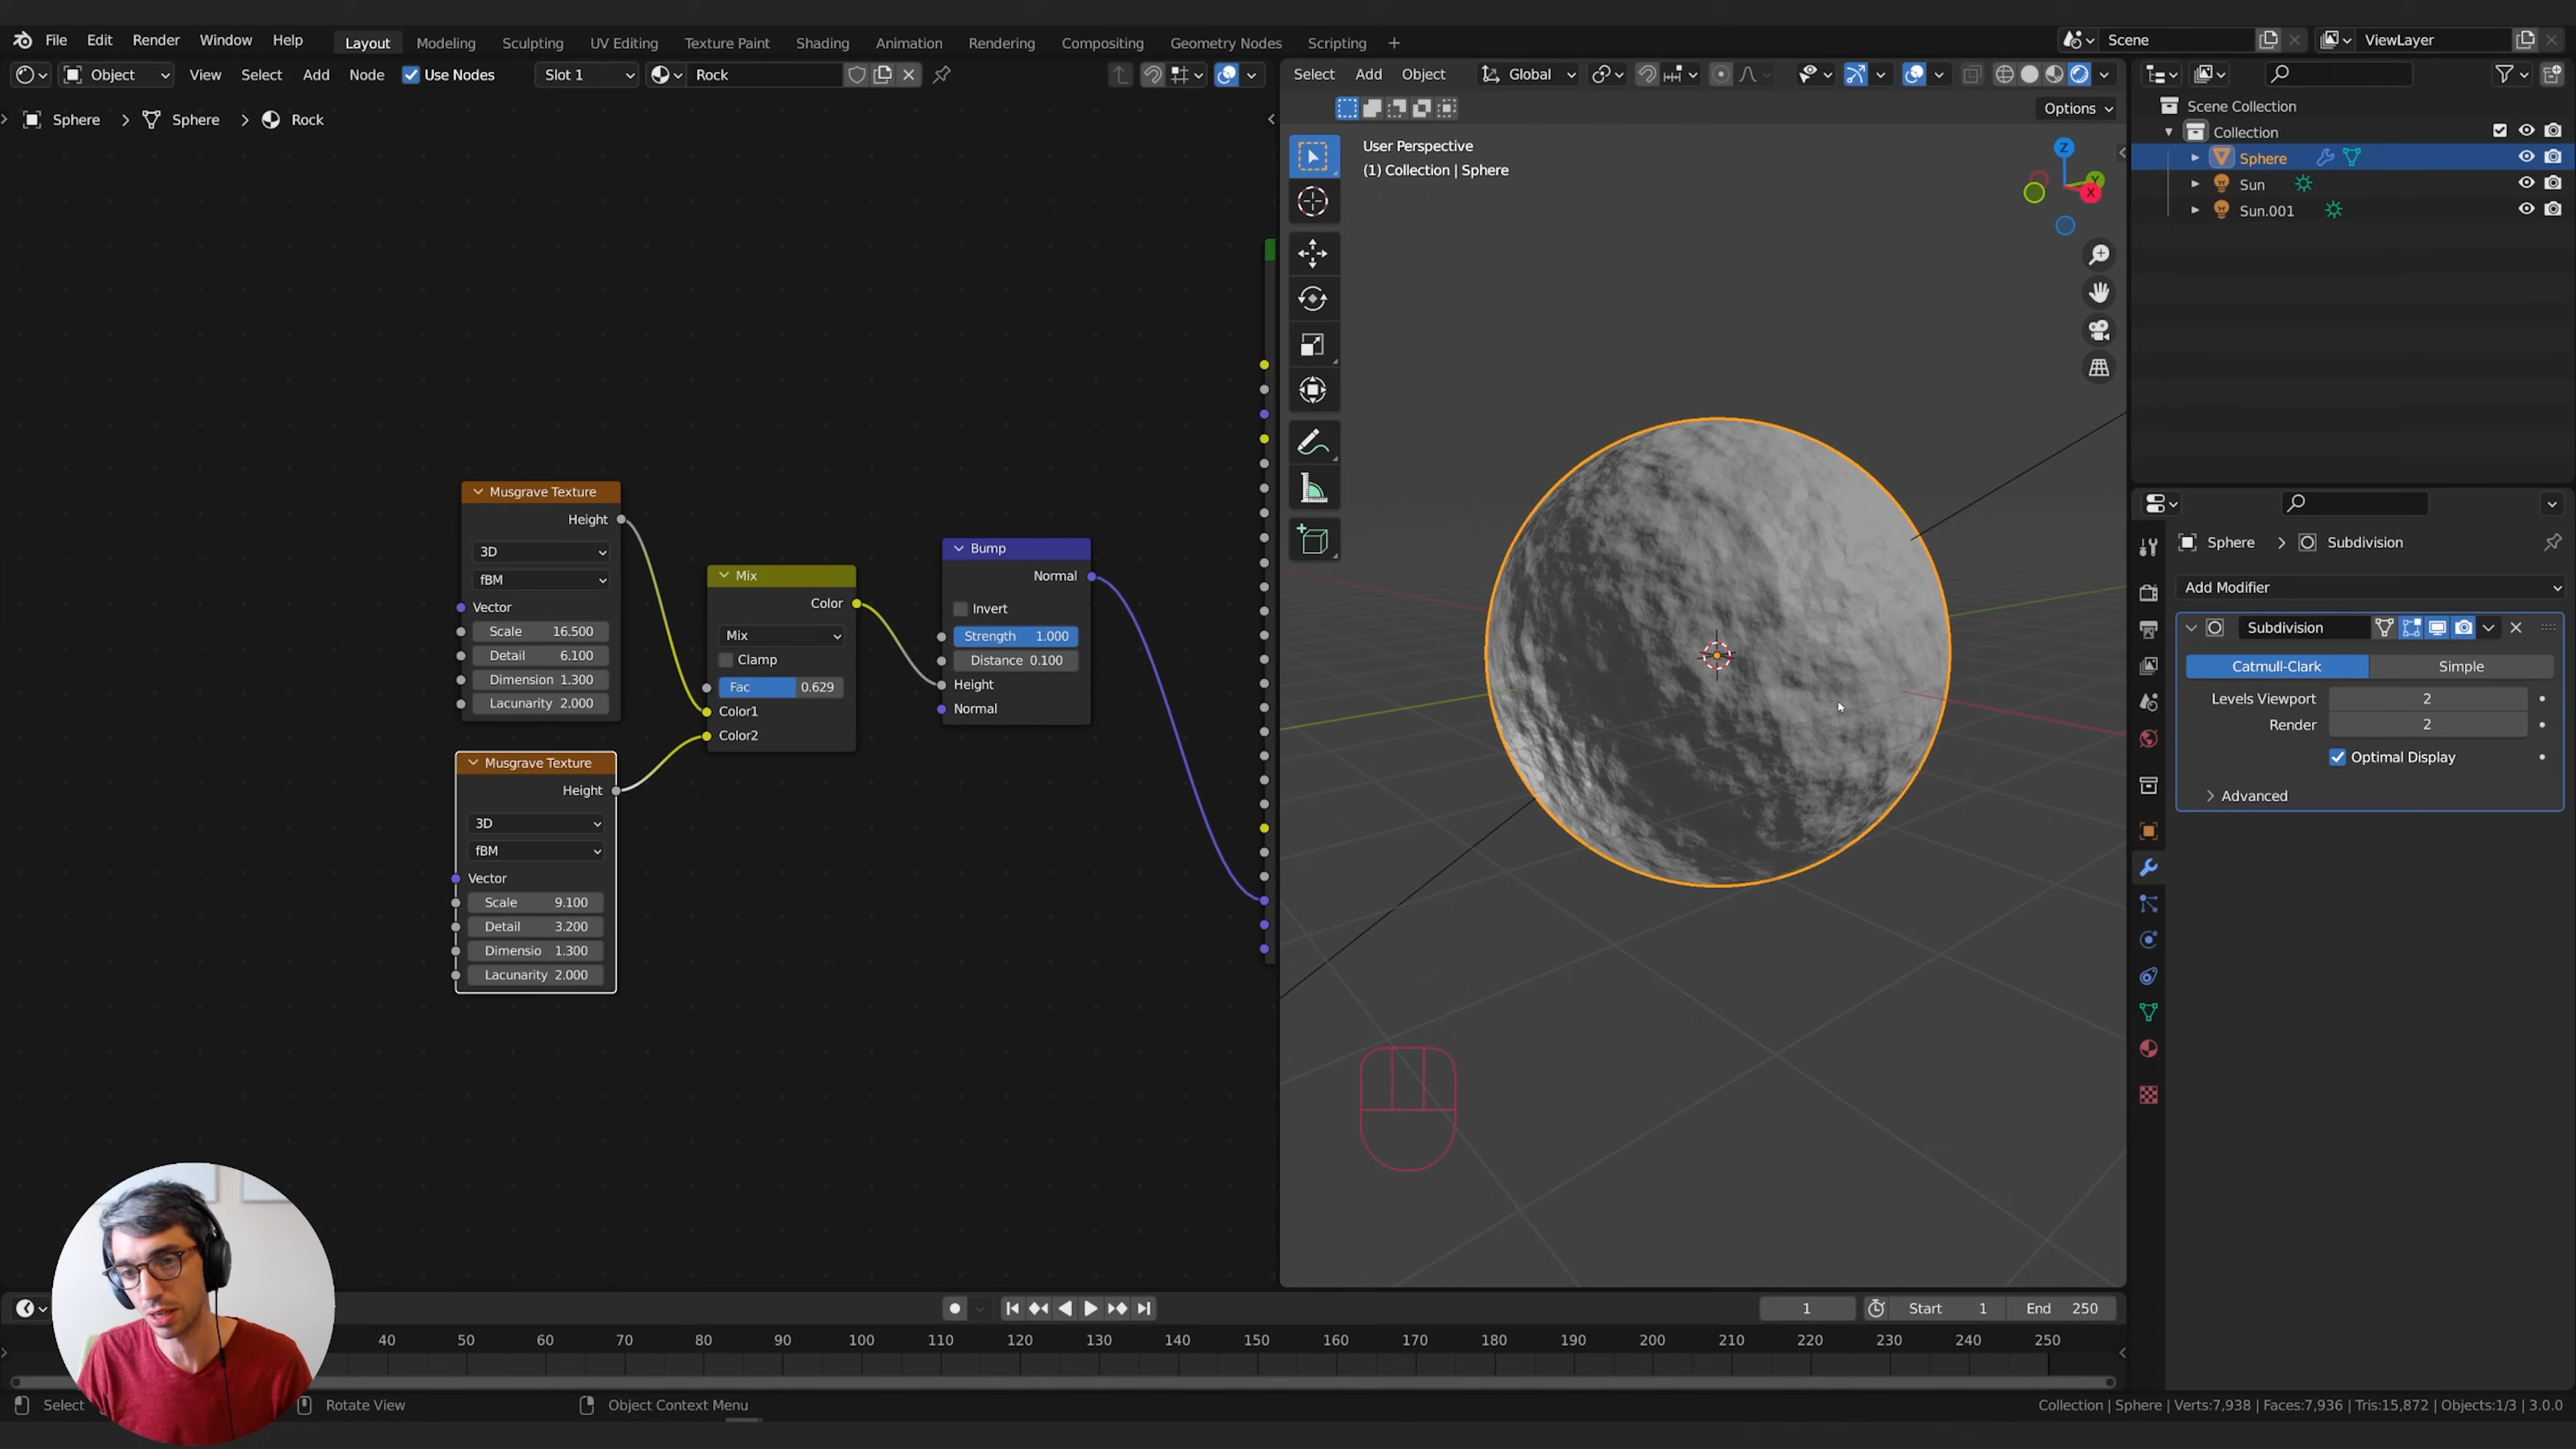 File Edit Render Window Help Layout Modeling Sculpting UV Editing Texture Paint Shading Animation Rendering Compositing Geometry Nodes Scripting + Scene ViewLayer
Object View Select Add Node Use Nodes Slot 1 Rock
Select Add Object Global
Options
Sphere > Sphere > Rock
User Perspective
(1) Collection | Sphere
Z
Y
X
Musgrave Texture
Height
3D
fBM
Vector
Scale 16.500
Detail 6.100
Dimension 1.300
Lacunarity 2.000
Musgrave Texture
Height
3D
fBM
Vector
Scale 9.100
Detail 3.200
Dimensio 1.300
Lacunarity 2.000
Mix
Color
Mix
Clamp
Fac 0.629
Color1
Color2
Bump
Normal
Invert
Strength 1.000
Distance 0.100
Height
Normal
Scene Collection
Collection
Sphere
Sun
Sun.001
Sphere > Subdivision
Add Modifier
Subdivision
Catmull-Clark Simple
Levels Viewport 2
Render 2
Optimal Display
Advanced
1 Start 1 End 250
40 50 60 70 80 90 100 110 120 130 140 150 160 170 180 190 200 210 220 230 240 250
Select Rotate View Object Context Menu
Collection | Sphere | Verts:7,938 | Faces:7,936 | Tris:15,872 | Objects:1/3 | 3.0.0